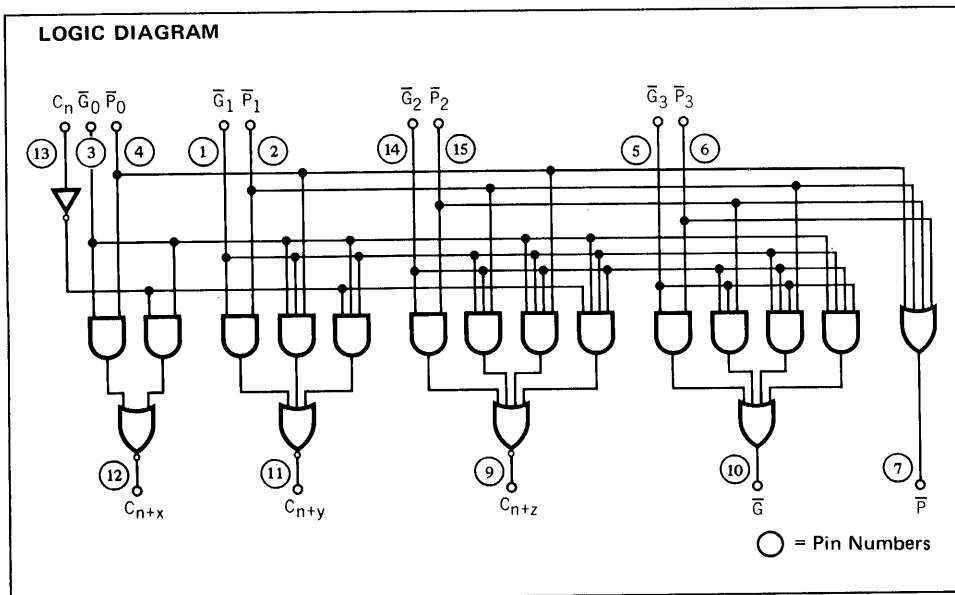 LOGIC DIAGRAM
Cn G̅0 P̅0 G̅1 P̅1 G̅2 P̅2 G̅3 P̅3
13 3 4 1 2 14 15 5 6
12 11 9 10 7
Cn+x Cn+y Cn+z G̅ P̅
= Pin Numbers